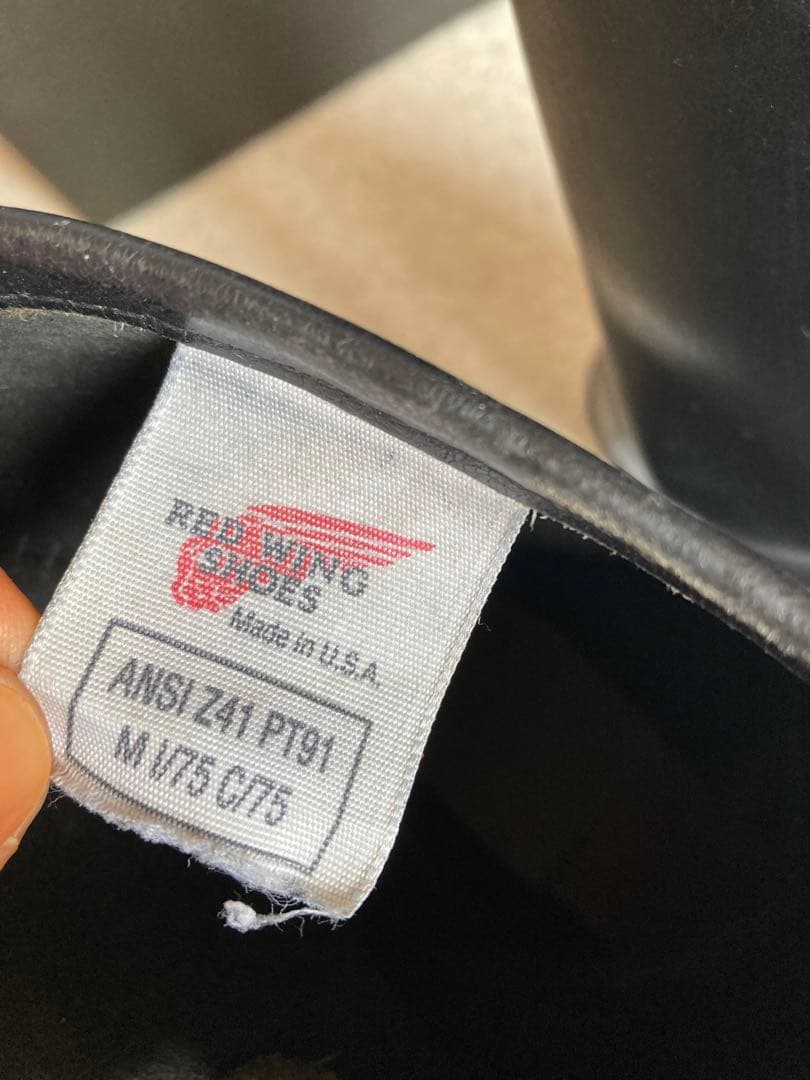 RED WING
SHOES
Made in U.S.A.
ANSI Z41 PT91
M I/75 C/75